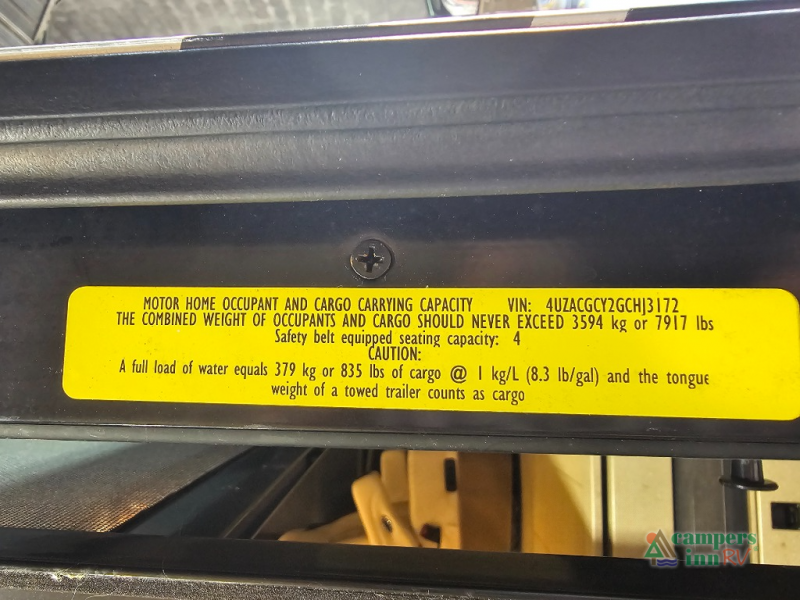 MOTOR HOME OCCUPANT AND CARGO CARRYING CAPACITY VIN: 4UZACGCY2GCHJ3172
THE COMBINED WEIGHT OF OCCUPANTS AND CARGO SHOULD NEVER EXCEED 3594 kg or 7917 lbs
Safety belt equipped seating capacity: 4
CAUTION:
A full load of water equals 379 kg or 835 lbs of cargo @ 1 kg/L (8.3 lb/gal) and the tongue
weight of a towed trailer counts as cargo
campers
inn RV